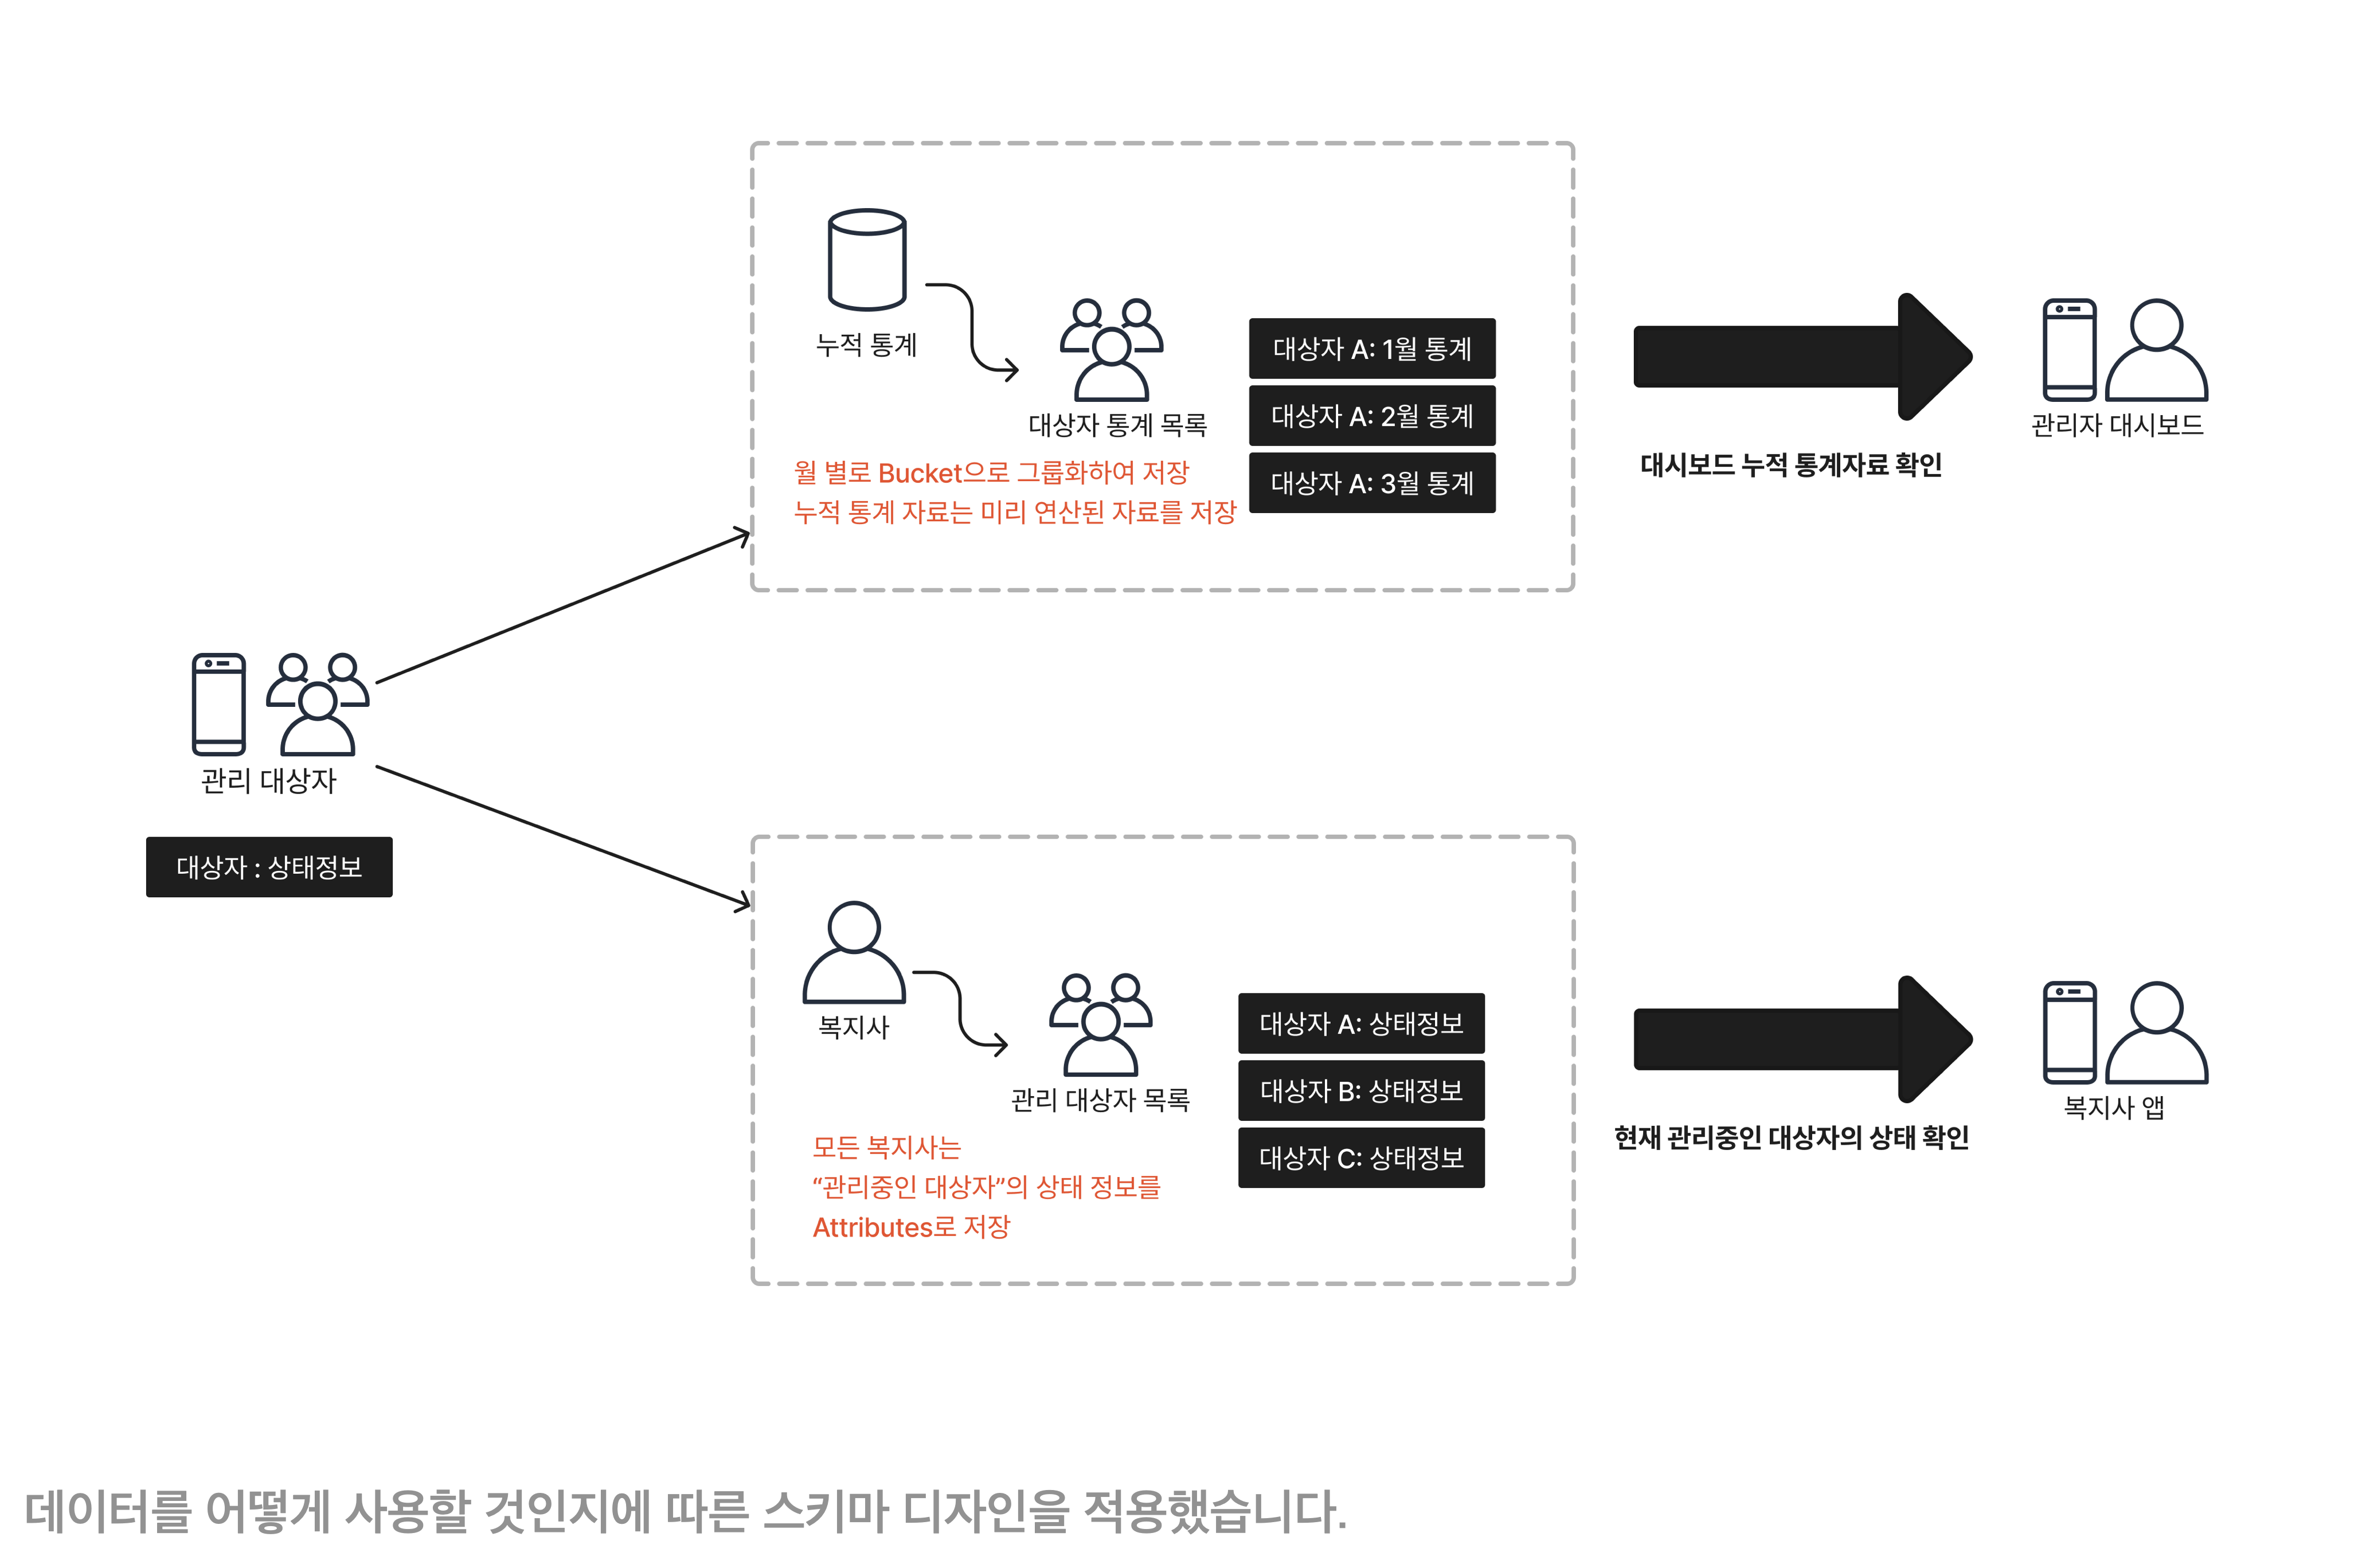 누적 통계
대상자 통계 목록
월 별로 Bucket으로 그룹화하여 저장
누적 통계 자료는 미리 연산된 자료를 저장
대상자 A: 1월 통계
대상자 A: 2월 통계
대상자 A: 3월 통계
대시보드 누적 통계자료 확인
관리자 대시보드
관리 대상자
대상자 : 상태정보
복지사
관리 대상자 목록
모든 복지사는
“관리중인 대상자”의 상태 정보를
Attributes로 저장
대상자 A: 상태정보
대상자 B: 상태정보
대상자 C: 상태정보
현재 관리중인 대상자의 상태 확인
복지사 앱
데이터를 어떻게 사용할 것인지에 따른 스키마 디자인을 적용했습니다.